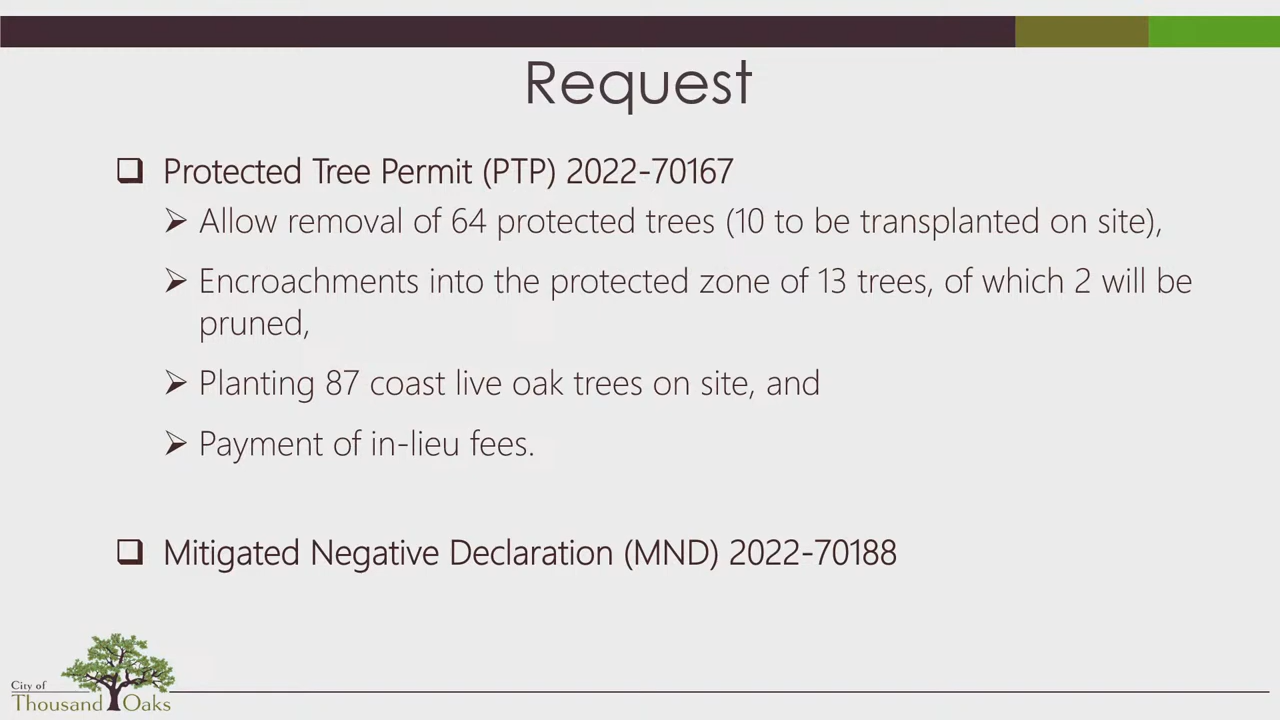 Request
❑ Protected Tree Permit (PTP) 2022-70167
➢ Allow removal of 64 protected trees (10 to be transplanted on site),
➢ Encroachments into the protected zone of 13 trees, of which 2 will be
pruned,
➢ Planting 87 coast live oak trees on site, and
➢ Payment of in-lieu fees.
❑ Mitigated Negative Declaration (MND) 2022-70188
City of
Thousand Oaks